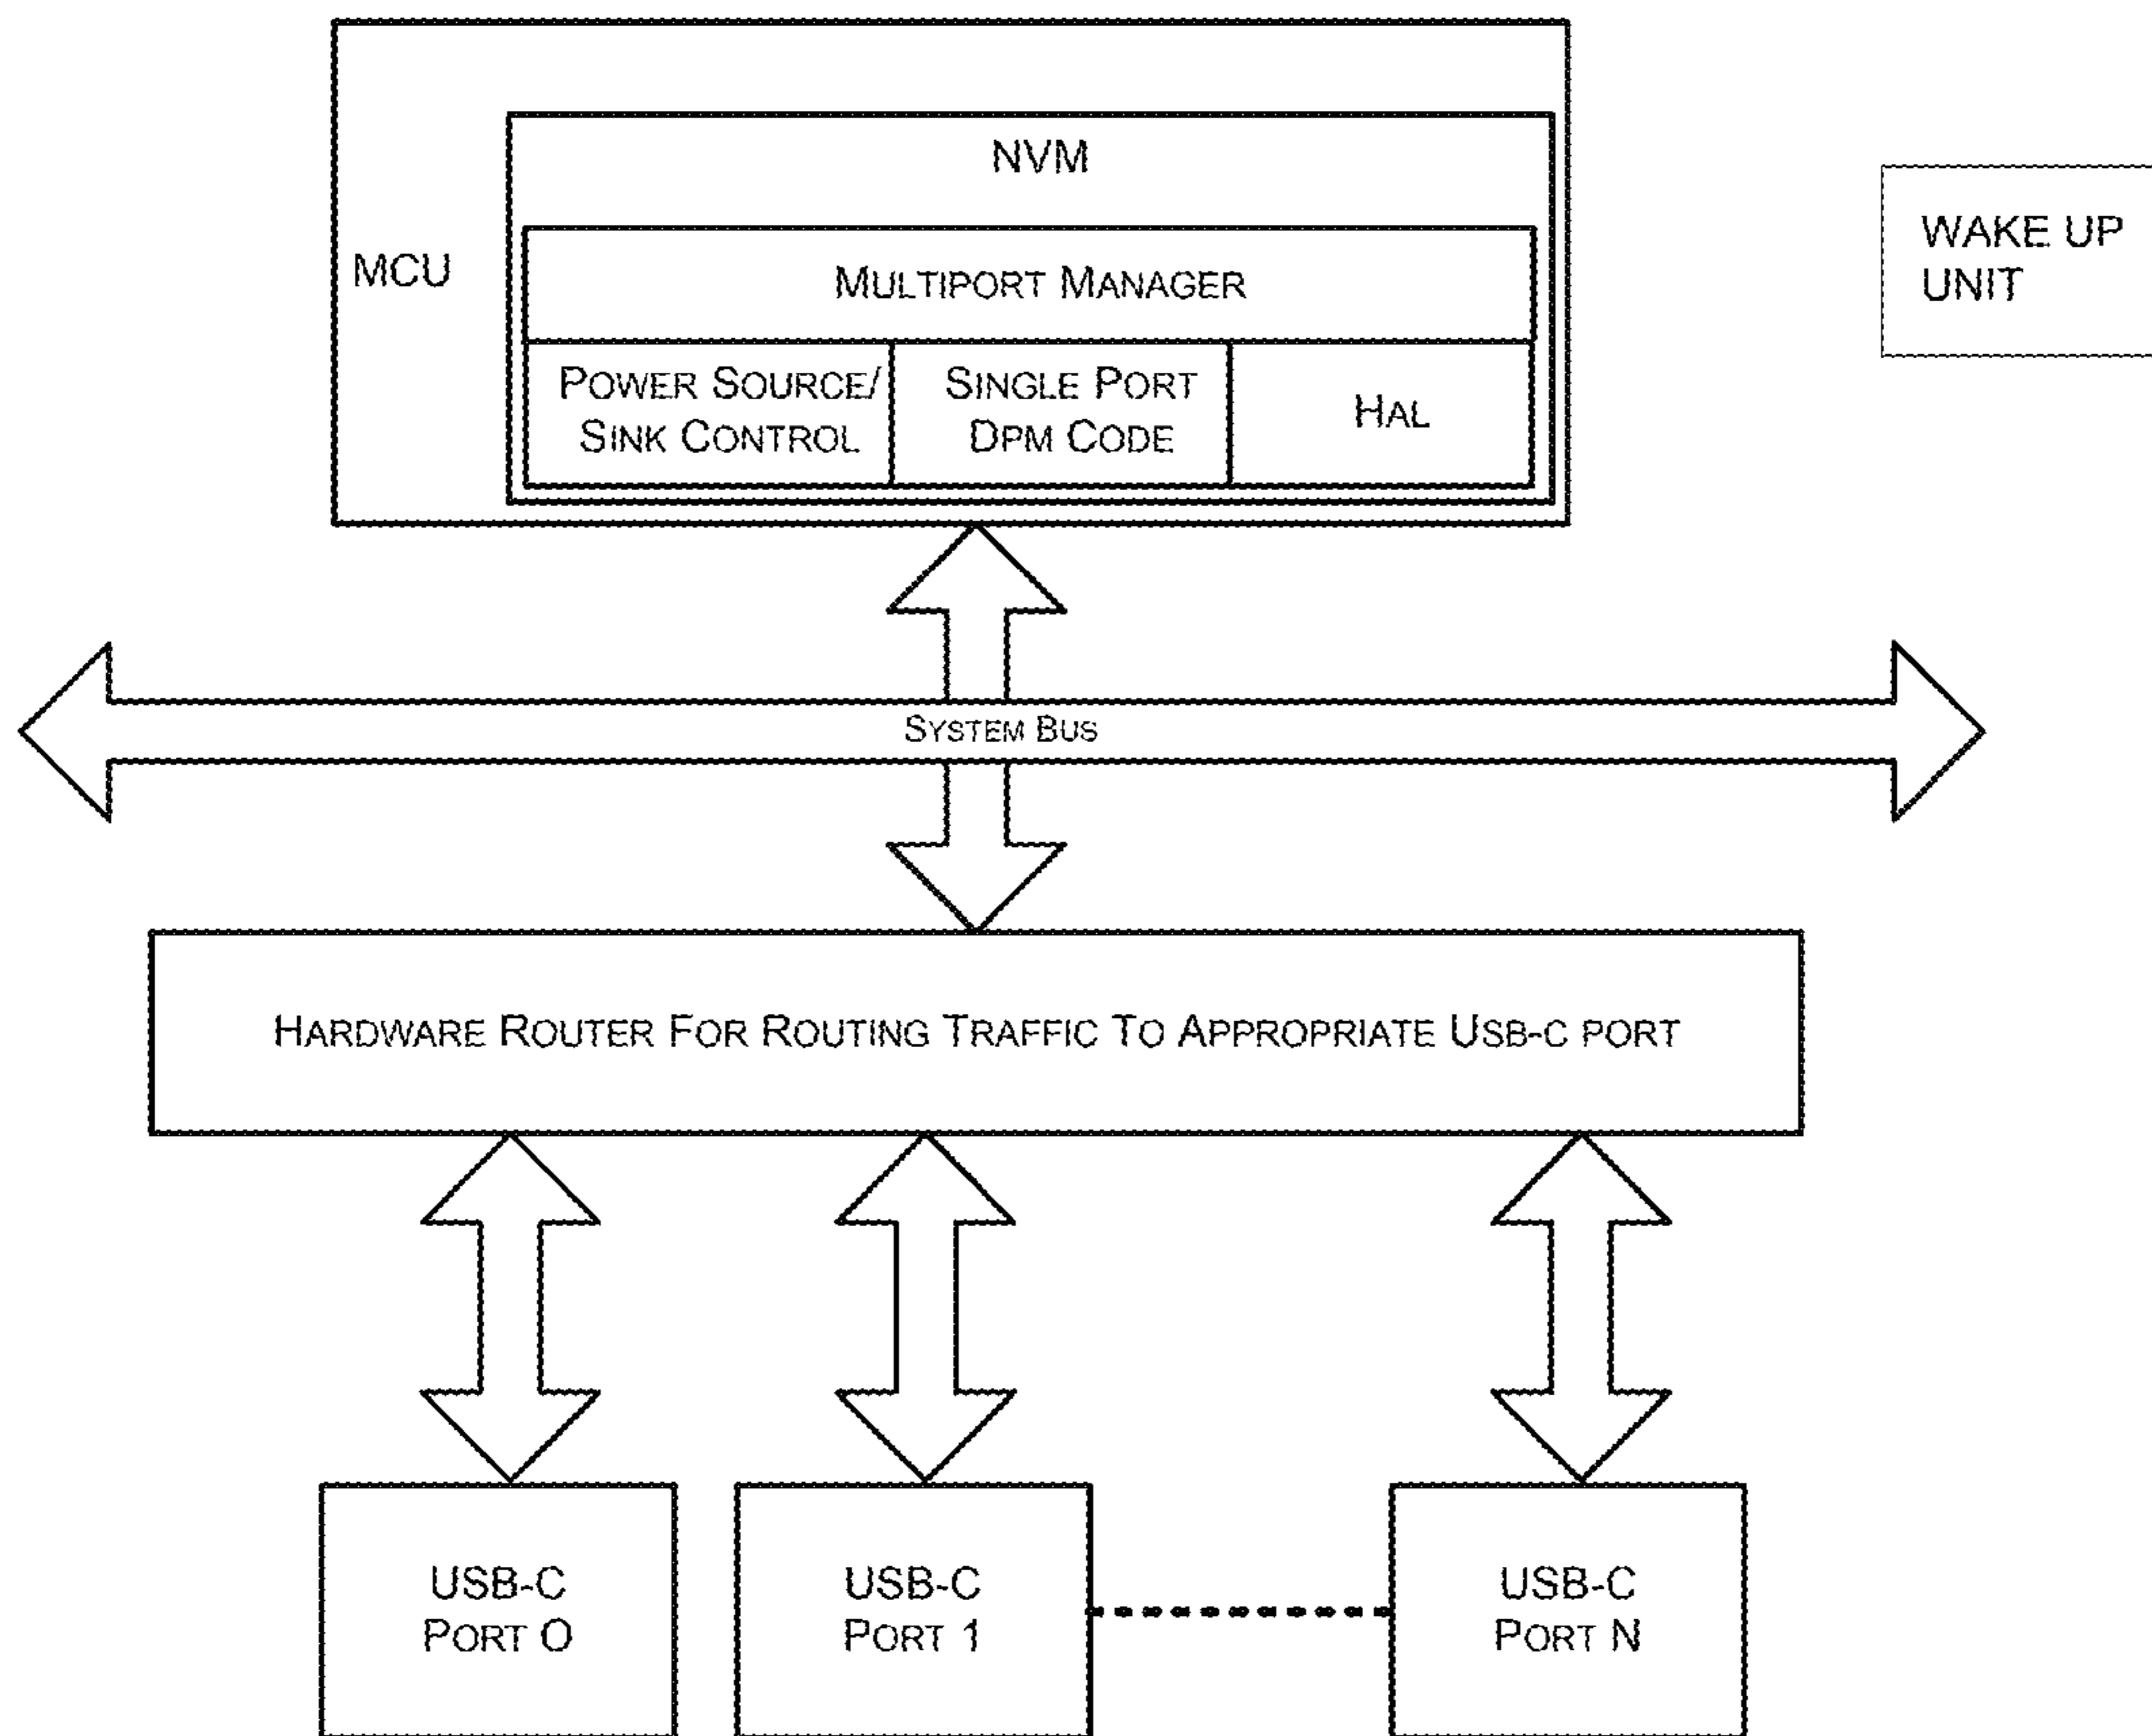 NVM
MCU
MULTIPORT MANAGER
POWER SOURCE/
SINK CONTROL
SINGLE PORT
DPM CODE
HAL
WAKE UP
UNIT
SYSTEM BUS
HARDWARE ROUTER FOR ROUTING TRAFFIC TO APPROPRIATE USB-C PORT
USB-C
PORT 0
USB-C
PORT 1
USB-C
PORT N